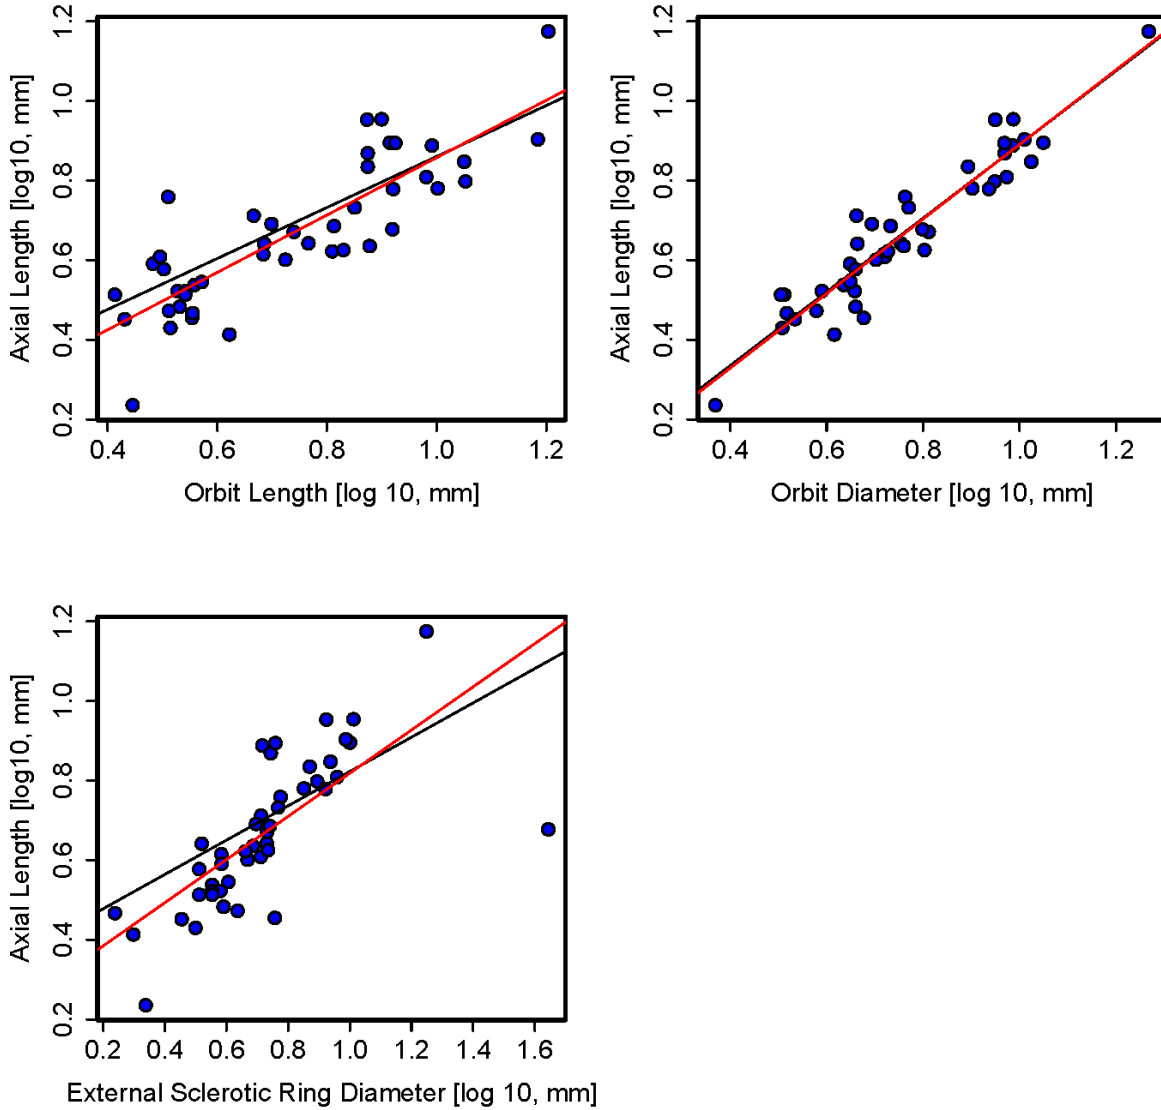 1.2
1.0
0.8
0.6
0.4
0.2
Axial Length [log10, mm]
0.4 0.6 0.8 1.0 1.2
Orbit Length [log 10, mm]
1.2
1.0
0.8
0.6
0.4
0.2
Axial Length [log10, mm]
0.4 0.6 0.8 1.0 1.2
Orbit Diameter [log 10, mm]
1.2
1.0
0.8
0.6
0.4
0.2
Axial Length [log10, mm]
0.2 0.4 0.6 0.8 1.0 1.2 1.4 1.6
External Sclerotic Ring Diameter [log 10, mm]